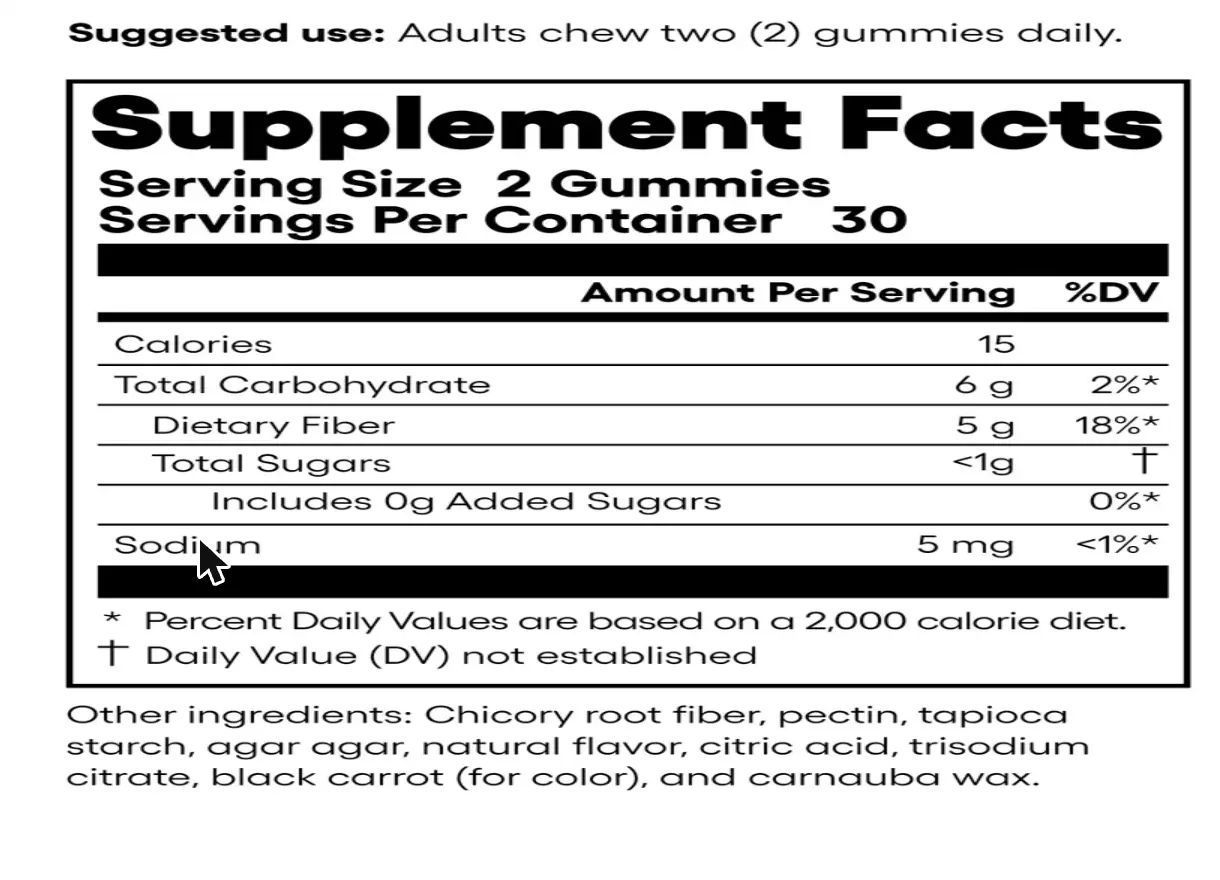 Suggested use: Adults chew two (2) gummies daily.
Supplement Facts
Serving Size 2 Gummies
Servings Per Container 30
Amount Per Serving %DV
Calories 15
Total Carbohydrate 6 g 2%*
Dietary Fiber 5 g 18%*
Total Sugars <1g †
Includes 0g Added Sugars 0%*
Sodium 5 mg <1%*
* Percent Daily Values are based on a 2,000 calorie diet.
† Daily Value (DV) not established
Other ingredients: Chicory root fiber, pectin, tapioca
starch, agar agar, natural flavor, citric acid, trisodium
citrate, black carrot (for color), and carnauba wax.